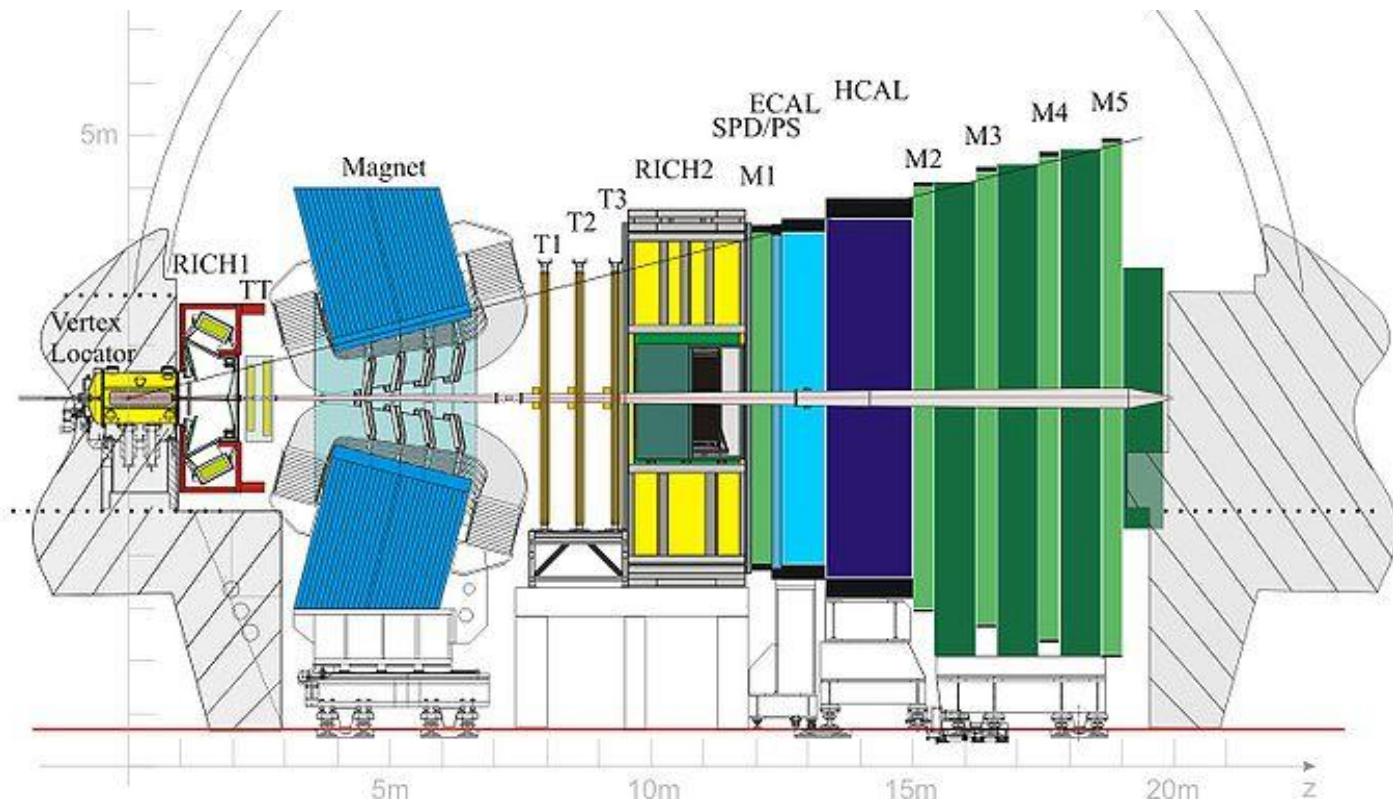 HCAL
ECAL
M5
SPD/PS
M4
5m
M3
Magnet
RICH2
M1
M2
T3
T2
T1
RICH1
TT
Vertex
Locator
5m
10m
15m
20m
z